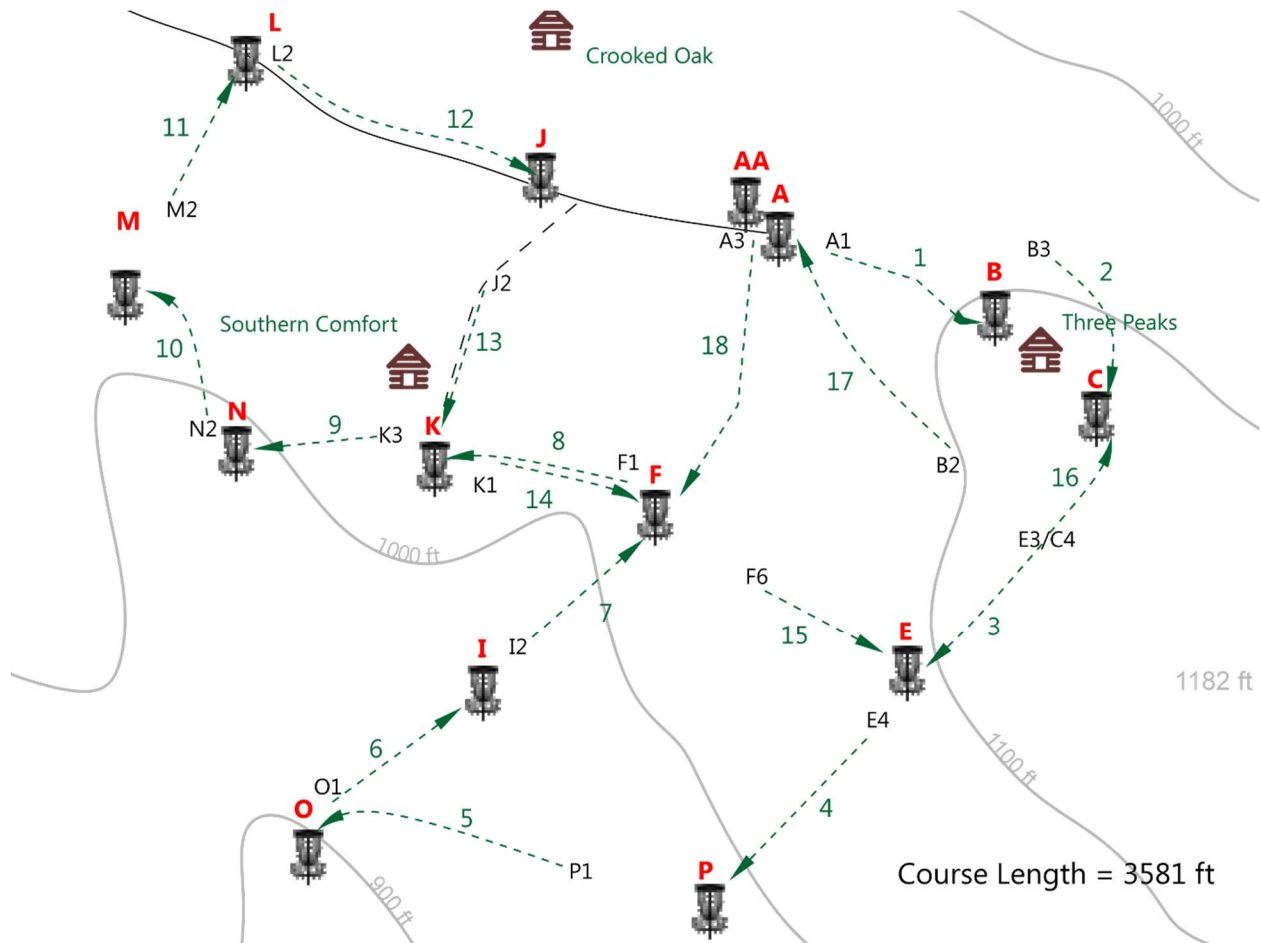 L
L2
Crooked Oak
11
12
J
1000 ft
AA
A
M2
M
A3
A1
B3
1
B
2
J2
Southern Comfort
10
13
18
Three Peaks
17
C
N2
N
9
K3
K
8
F1
F
B2
16
K1
14
1000 ft
E3/C4
F6
7
15
3
I
I2
E
1182 ft
E4
6
1100 ft
O1
O
5
4
P1
P
900 ft
Course Length = 3581 ft